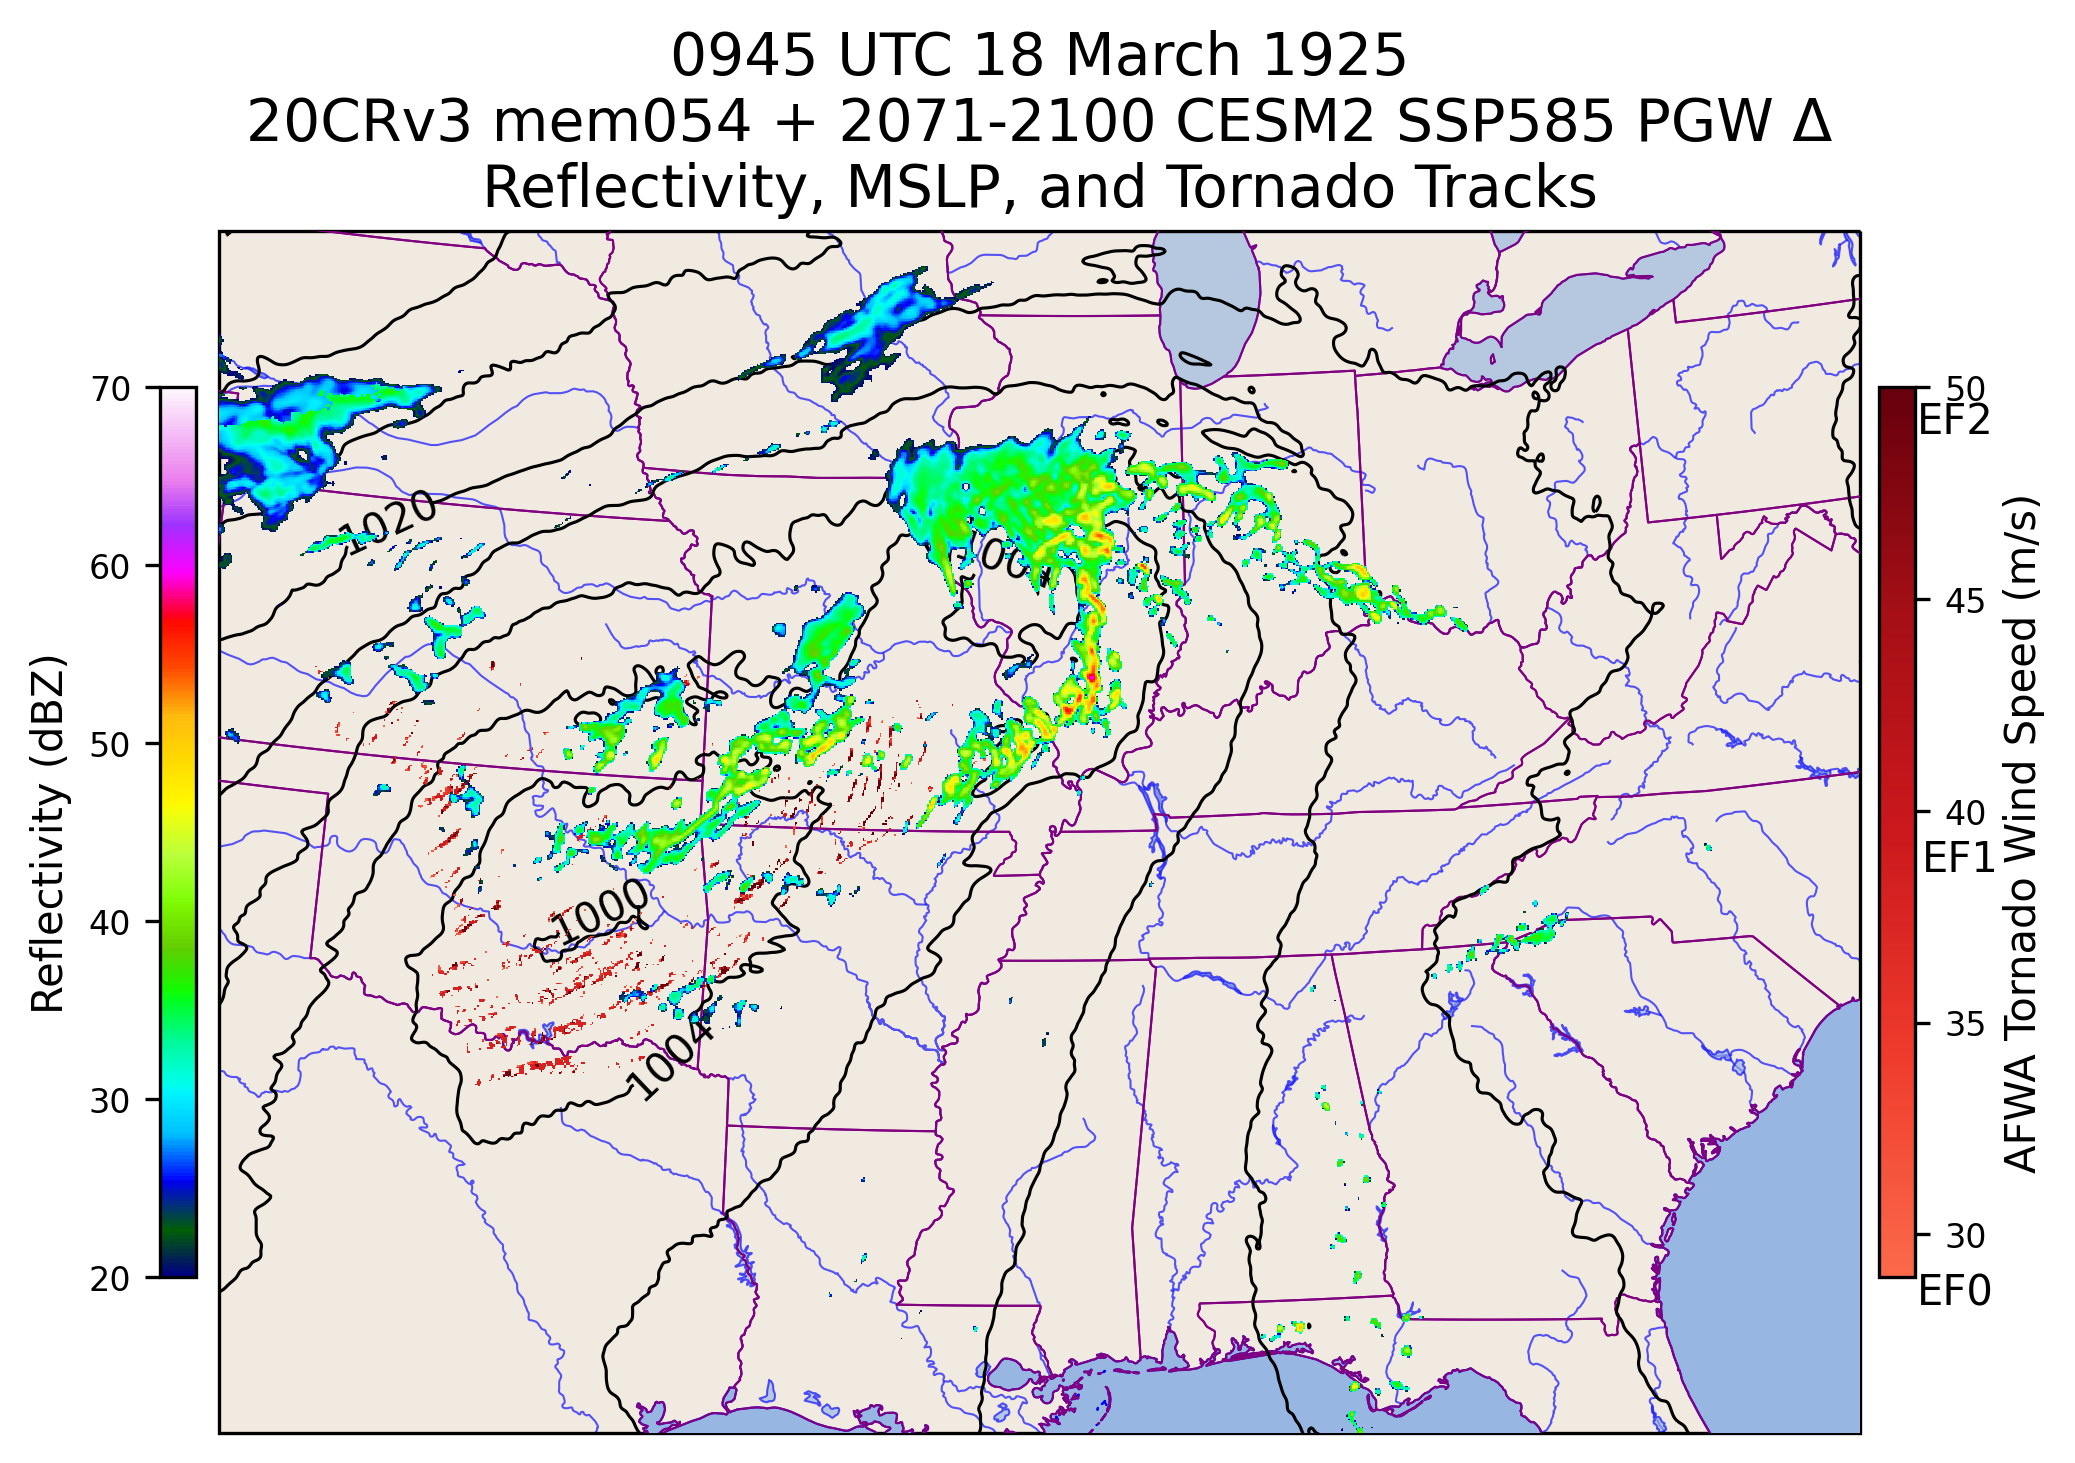 0945 UTC 18 March 1925
20CRv3 mem054 + 2071-2100 CESM2 SSP585 PGW Δ
Reflectivity, MSLP, and Tornado Tracks
Reflectivity (dBZ)
70
60
50
40
30
20
1020
1000
1004
50
EF2
45
40
EF1
35
30
EF0
AFWA Tornado Wind Speed (m/s)